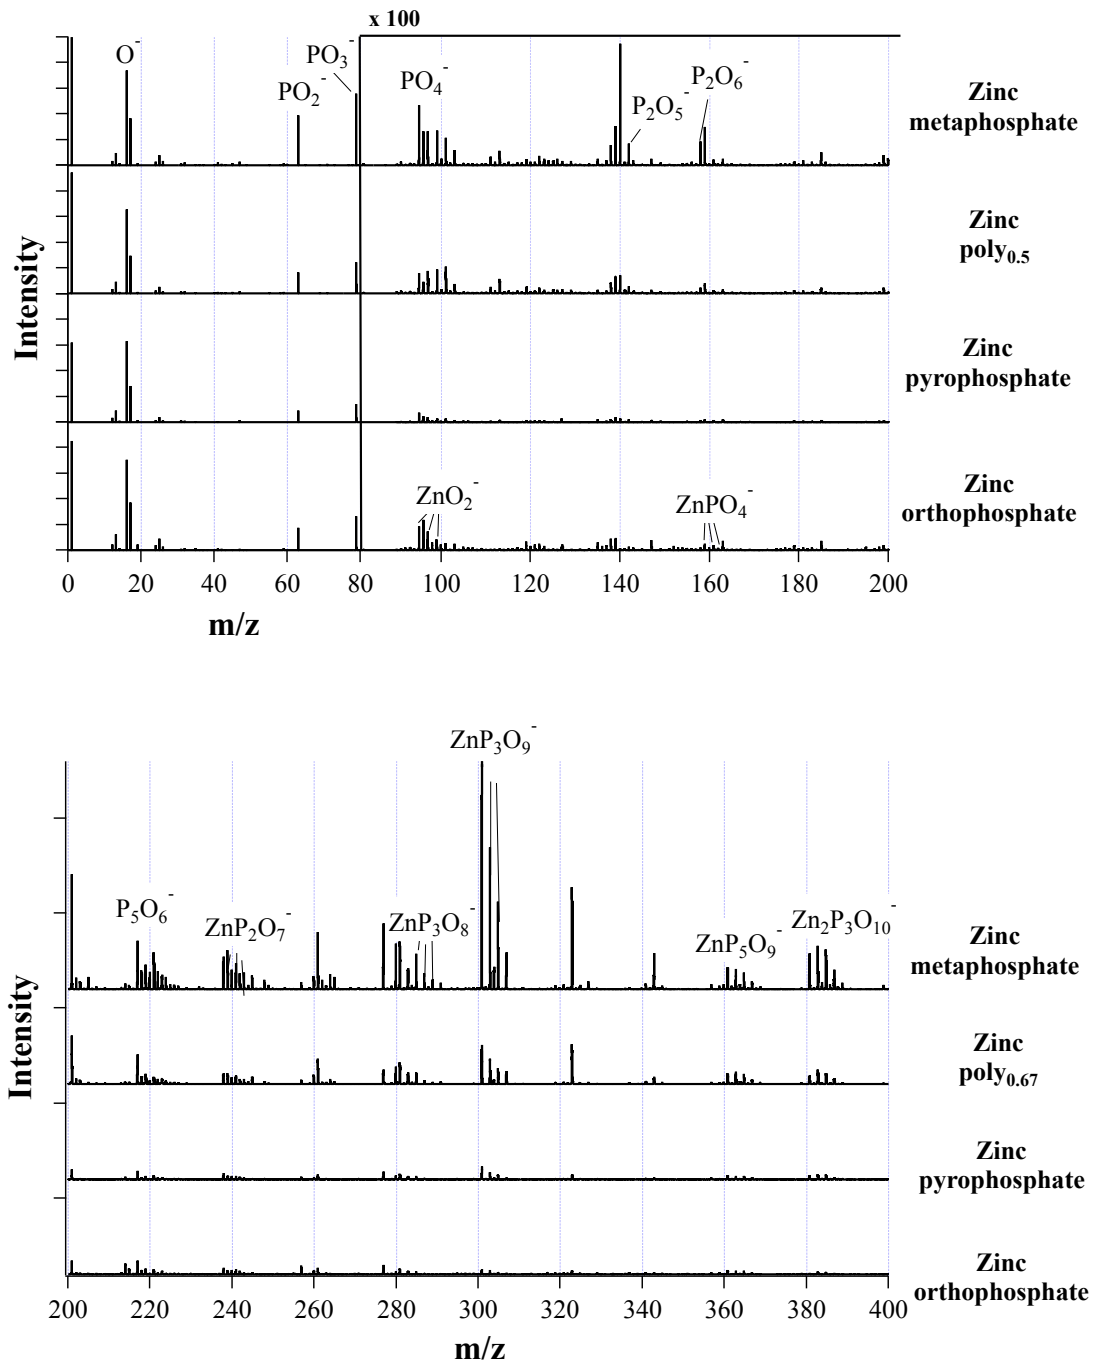 x 100
O-
PO3-
PO2-
PO4-
P2O6-
P2O5-
Zinc
metaphosphate
Zinc
poly0.5
Zinc
pyrophosphate
ZnO2-
ZnPO4-
Zinc
orthophosphate
Intensity
0 20 40 60 80 100 120 140 160 180 200
m/z
ZnP3O9-
P5O6-
ZnP2O7-
ZnP3O8-
ZnP5O9-
Zn2P3O10-
Zinc
metaphosphate
Zinc
poly0.67
Zinc
pyrophosphate
Zinc
orthophosphate
Intensity
200 220 240 260 280 300 320 340 360 380 400
m/z